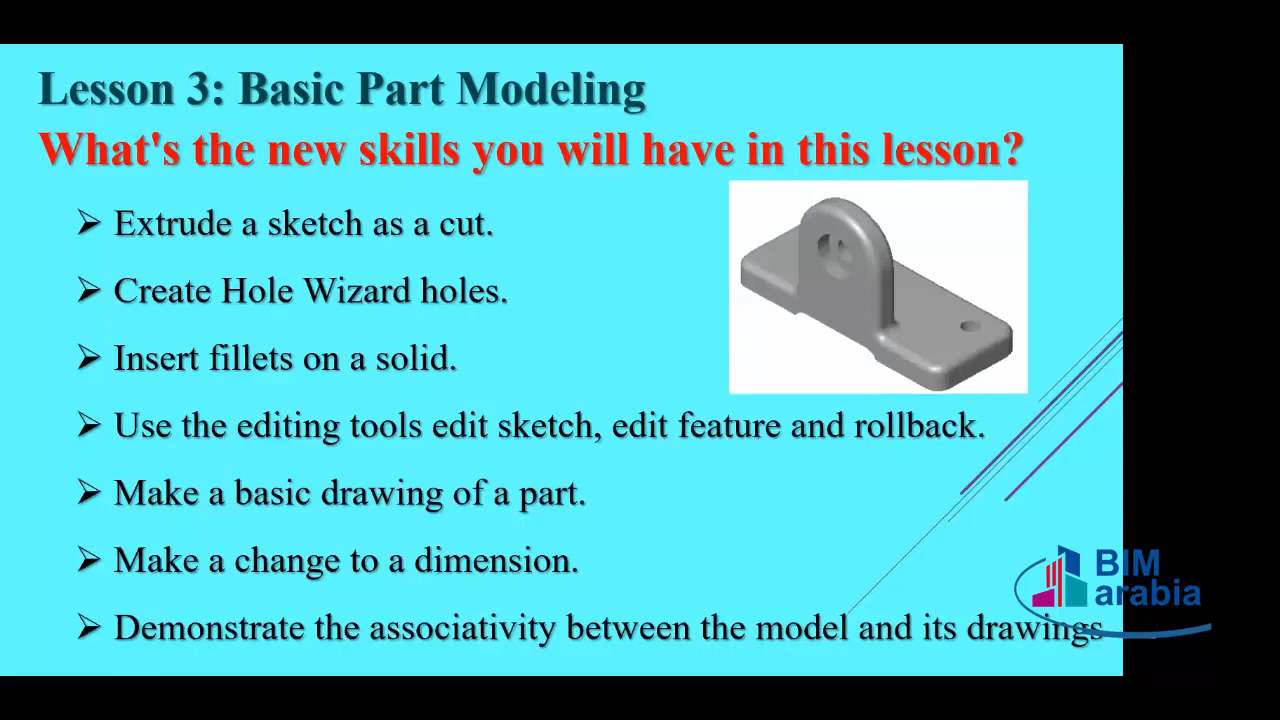 Lesson 3: Basic Part Modeling
What's the new skills you will have in this lesson?
➢ Extrude a sketch as a cut.
➢ Create Hole Wizard holes.
➢ Insert fillets on a solid.
➢ Use the editing tools edit sketch, edit feature and rollback.
➢ Make a basic drawing of a part.
➢ Make a change to a dimension.
➢ Demonstrate the associativity between the model and its drawings
BIM
arabia